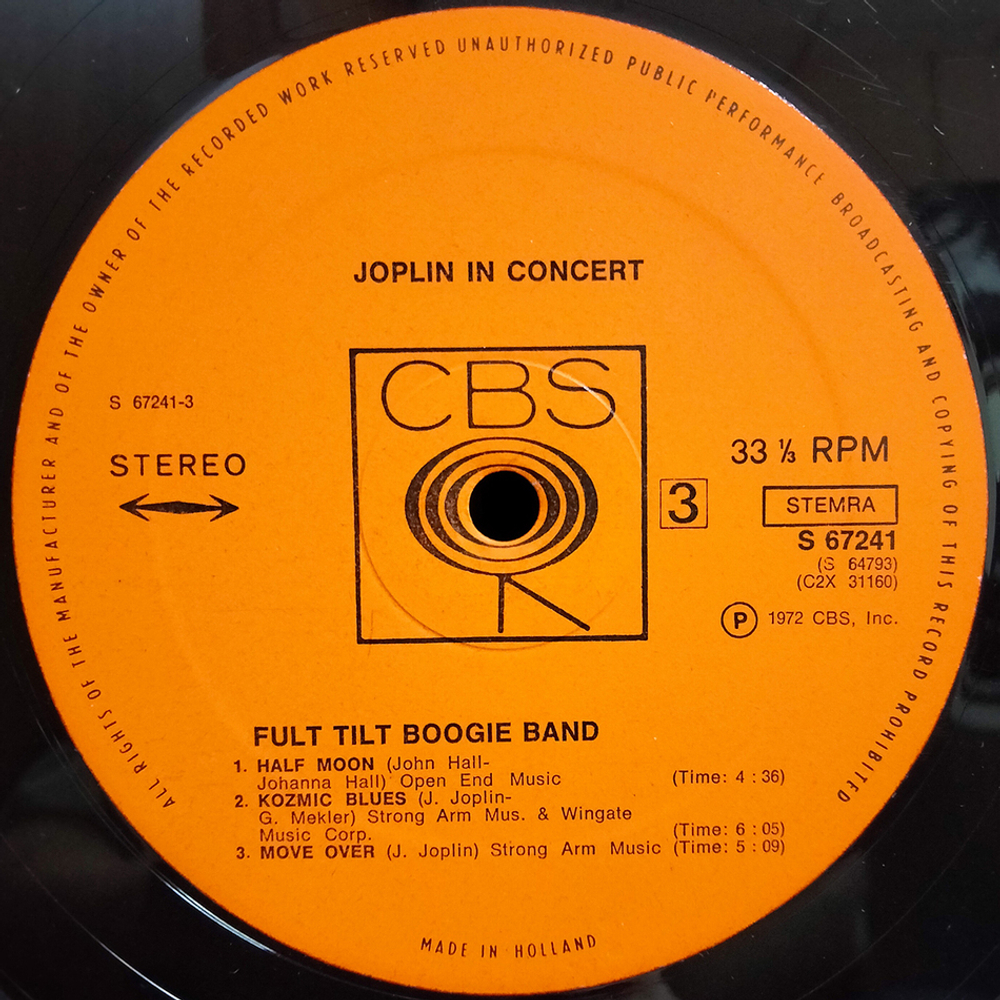 ALL RIGHTS OF THE MANUFACTURER AND OF THE OWNER OF THE RECORDED WORK RESERVED UNAUTHORIZED PUBLIC PERFORMANCE BROADCASTING AND COPYING OF THIS RECORD PROHIBITED
JOPLIN IN CONCERT
CBS
S 67241-3
STEREO
33 ⅓ RPM
3
STEMRA
S 67241
(S 64793)
(C2X 31160)
Ⓟ 1972 CBS, Inc.
FULT TILT BOOGIE BAND
1. HALF MOON (John Hall-
Johanna Hall) Open End Music (Time: 4 : 36)
2. KOZMIC BLUES (J. Joplin-
G. Mekler) Strong Arm Mus. & Wingate
Music Corp. (Time: 6 : 05)
3. MOVE OVER (J. Joplin) Strong Arm Music (Time: 5 : 09)
MADE IN HOLLAND